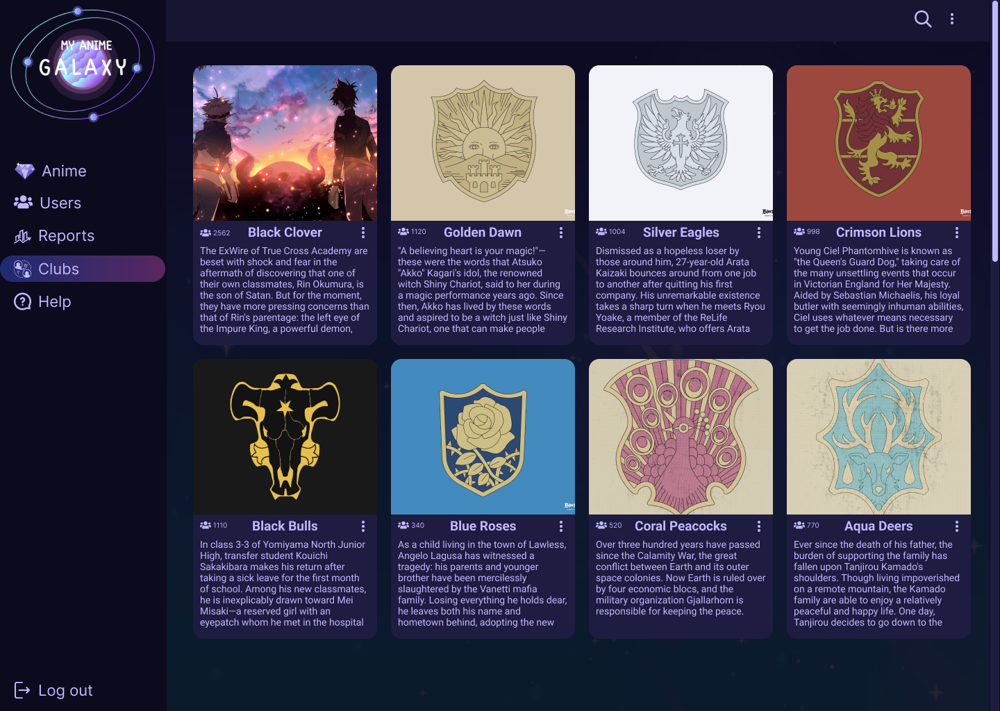 MY ANIME
GALAXY
Anime
Users
Reports
Clubs
Help
Log out
2562 Black Clover
The ExWire of True Cross Academy are
beset with shock and fear in the
aftermath of discovering that one of
their own classmates, Rin Okumura, is
the son of Satan. But for the moment,
they have more pressing concerns than
that of Rin's parentage: the left eye of
the Impure King, a powerful demon,
1120 Golden Dawn
"A believing heart is your magic!"—
these were the words that Atsuko
"Akko" Kagari's idol, the renowned
witch Shiny Chariot, said to her during
a magic performance years ago. Since
then, Akko has lived by these words
and aspired to be a witch just like Shiny
Chariot, one that can make people
1004 Silver Eagles
Dismissed as a hopeless loser by
those around him, 27-year-old Arata
Kaizaki bounces around from one job
to another after quitting his first
company. His unremarkable existence
takes a sharp turn when he meets Ryou
Yoake, a member of the ReLife
Research Institute, who offers Arata
998 Crimson Lions
Young Ciel Phantomhive is known as
"the Queen's Guard Dog," taking care of
the many unsettling events that occur
in Victorian England for Her Majesty.
Aided by Sebastian Michaelis, his loyal
butler with seemingly inhuman abilities,
Ciel uses whatever means necessary
to get the job done. But is there more
1110 Black Bulls
In class 3-3 of Yomiyama North Junior
High, transfer student Kouichi
Sakakibara makes his return after
taking a sick leave for the first month
of school. Among his new classmates,
he is inexplicably drawn toward Mei
Misaki—a reserved girl with an
eyepatch whom he met in the hospital
340 Blue Roses
As a child living in the town of Lawless,
Angelo Lagusa has witnessed a
tragedy: his parents and younger
brother have been mercilessly
slaughtered by the Vanetti mafia
family. Losing everything he holds dear,
he leaves both his name and
hometown behind, adopting the new
520 Coral Peacocks
Over three hundred years have passed
since the Calamity War, the great
conflict between Earth and its outer
space colonies. Now Earth is ruled over
by four economic blocs, and the
military organization Gjallarhorn is
responsible for keeping the peace.
770 Aqua Deers
Ever since the death of his father, the
burden of supporting the family has
fallen upon Tanjirou Kamado's
shoulders. Though living impoverished
on a remote mountain, the Kamado
family are able to enjoy a relatively
peaceful and happy life. One day,
Tanjirou decides to go down to the